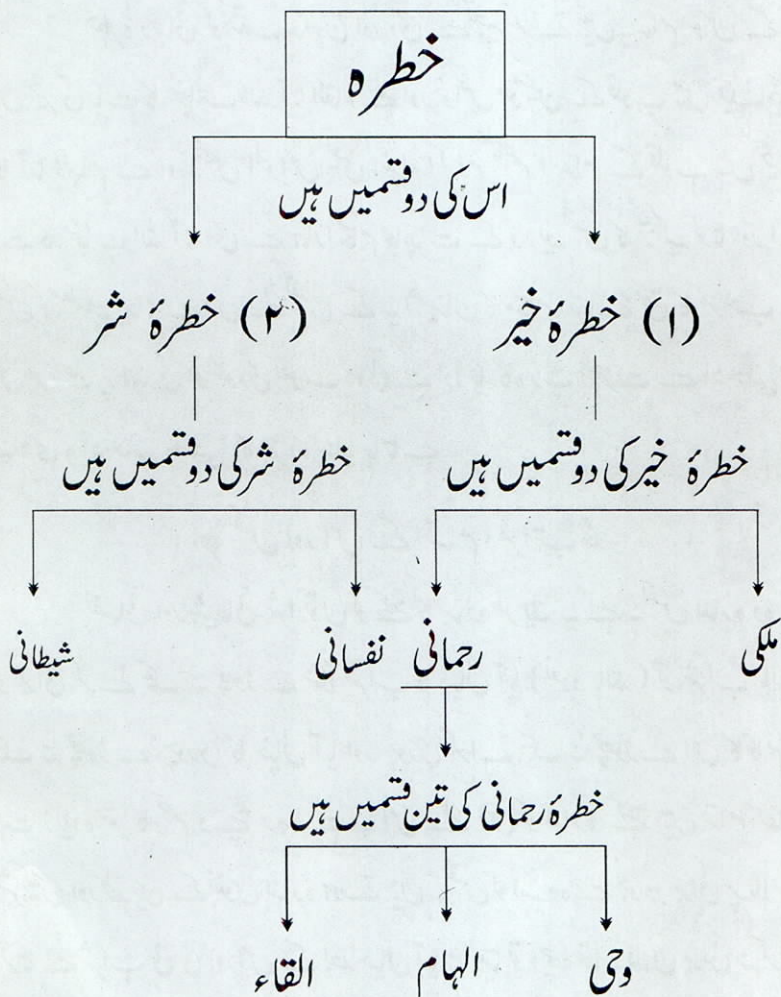 خطرہ
اس کی دو قسمیں ہیں
(۱) خطرۂ خیر (۲) خطرۂ شر
خطرۂ خیر کی دو قسمیں ہیں خطرۂ شر کی دو قسمیں ہیں
ملکی رحمانی نفسانی شیطانی
خطرۂ رحمانی کی تین قسمیں ہیں
وحی الہام القاء